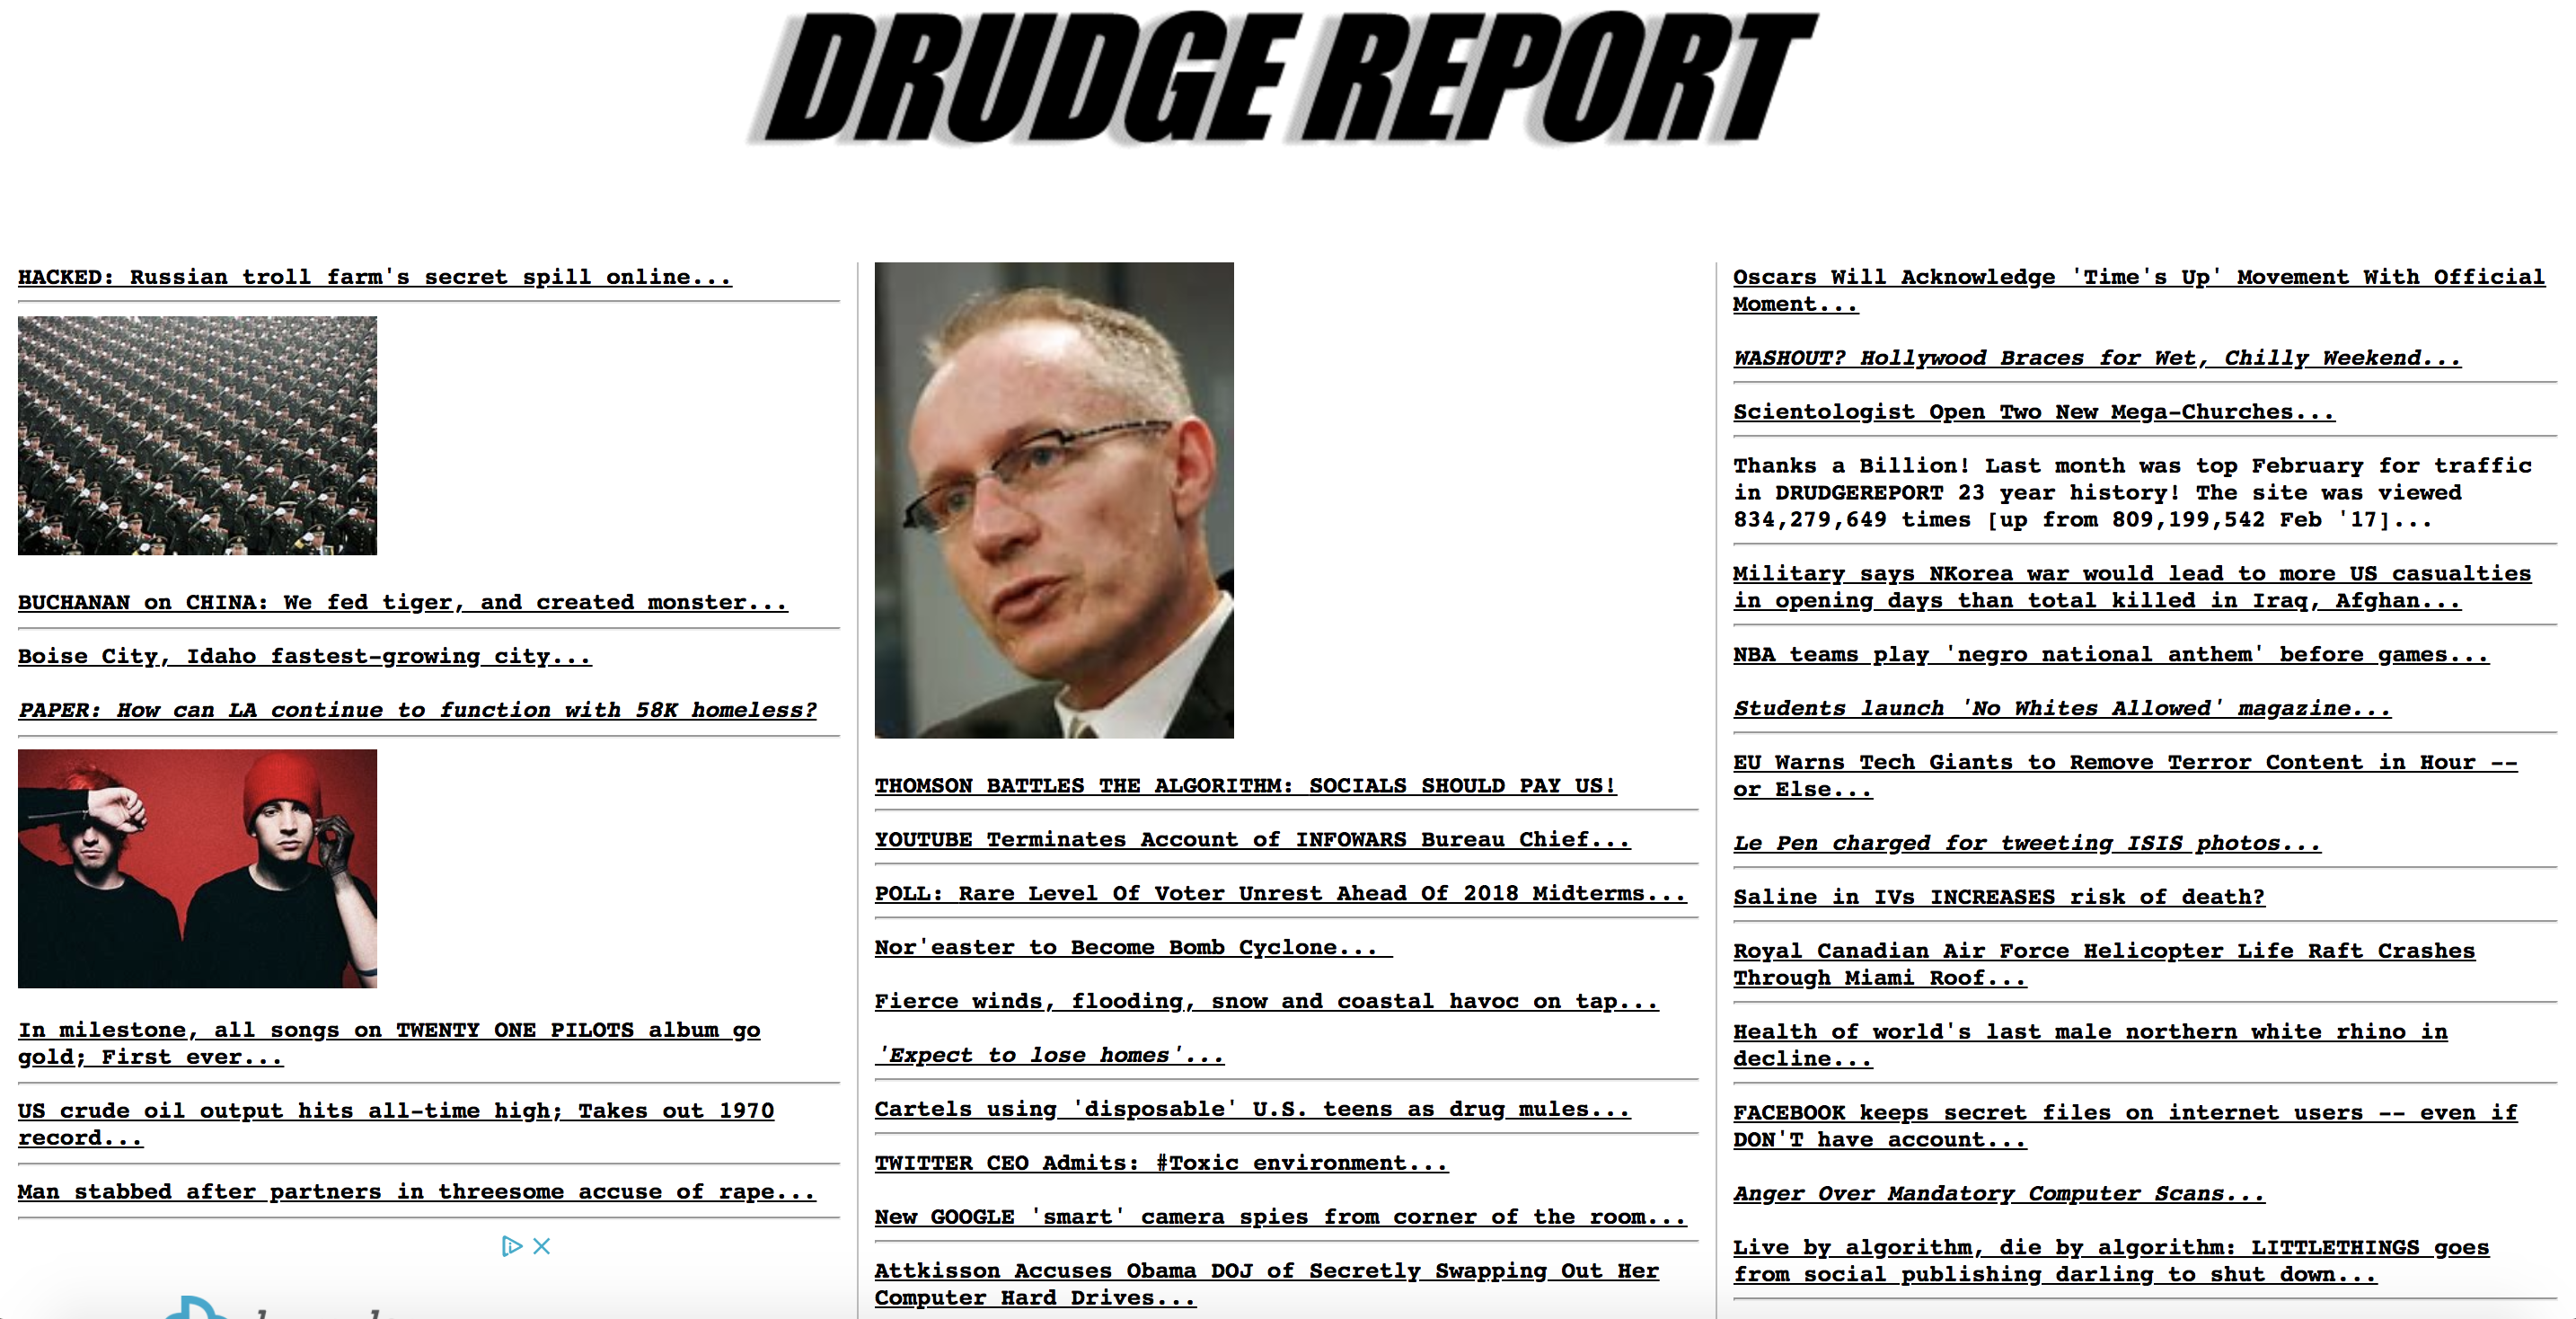 DRUDGE REPORT
HACKED: Russian troll farm's secret spill online...
BUCHANAN on CHINA: We fed tiger, and created monster...
Boise City, Idaho fastest-growing city...
PAPER: How can LA continue to function with 58K homeless?
In milestone, all songs on TWENTY ONE PILOTS album go
gold; First ever...
US crude oil output hits all-time high; Takes out 1970
record...
Man stabbed after partners in threesome accuse of rape...
THOMSON BATTLES THE ALGORITHM: SOCIALS SHOULD PAY US!
YOUTUBE Terminates Account of INFOWARS Bureau Chief...
POLL: Rare Level Of Voter Unrest Ahead Of 2018 Midterms...
Nor'easter to Become Bomb Cyclone...
Fierce winds, flooding, snow and coastal havoc on tap...
'Expect to lose homes'...
Cartels using 'disposable' U.S. teens as drug mules...
TWITTER CEO Admits: #Toxic environment...
New GOOGLE 'smart' camera spies from corner of the room...
Attkisson Accuses Obama DOJ of Secretly Swapping Out Her
Computer Hard Drives...
Oscars Will Acknowledge 'Time's Up' Movement With Official
Moment...
WASHOUT? Hollywood Braces for Wet, Chilly Weekend...
Scientologist Open Two New Mega-Churches...
Thanks a Billion! Last month was top February for traffic
in DRUDGEREPORT 23 year history! The site was viewed
834,279,649 times [up from 809,199,542 Feb '17]...
Military says NKorea war would lead to more US casualties
in opening days than total killed in Iraq, Afghan...
NBA teams play 'negro national anthem' before games...
Students launch 'No Whites Allowed' magazine...
EU Warns Tech Giants to Remove Terror Content in Hour --
or Else...
Le Pen charged for tweeting ISIS photos...
Saline in IVs INCREASES risk of death?
Royal Canadian Air Force Helicopter Life Raft Crashes
Through Miami Roof...
Health of world's last male northern white rhino in
decline...
FACEBOOK keeps secret files on internet users -- even if
DON'T have account...
Anger Over Mandatory Computer Scans...
Live by algorithm, die by algorithm: LITTLETHINGS goes
from social publishing darling to shut down...